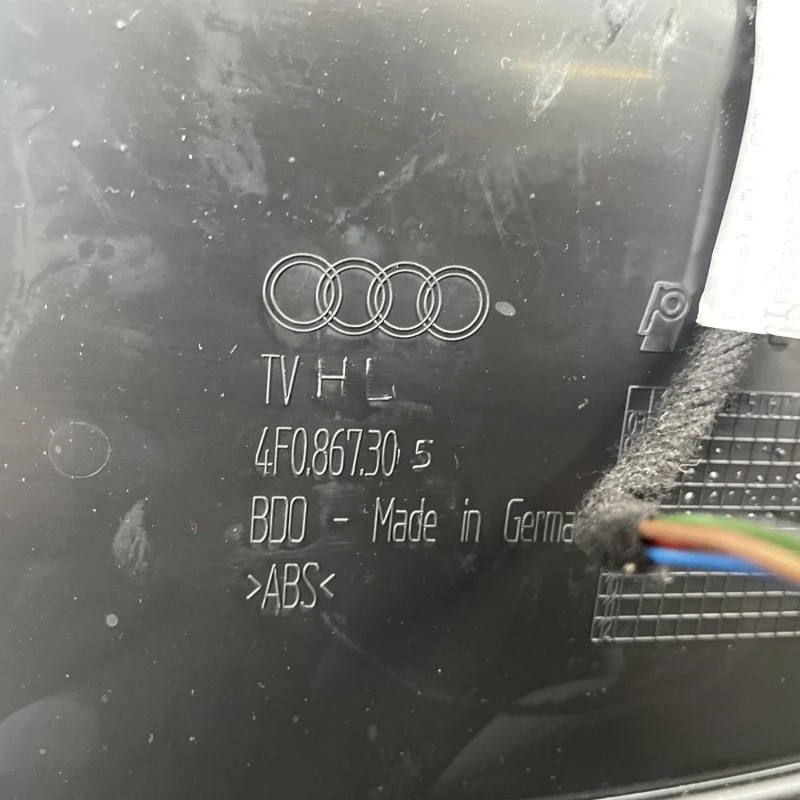 TV H L
4F0.867.30 5
BDO - Made in Germa
>ABS<